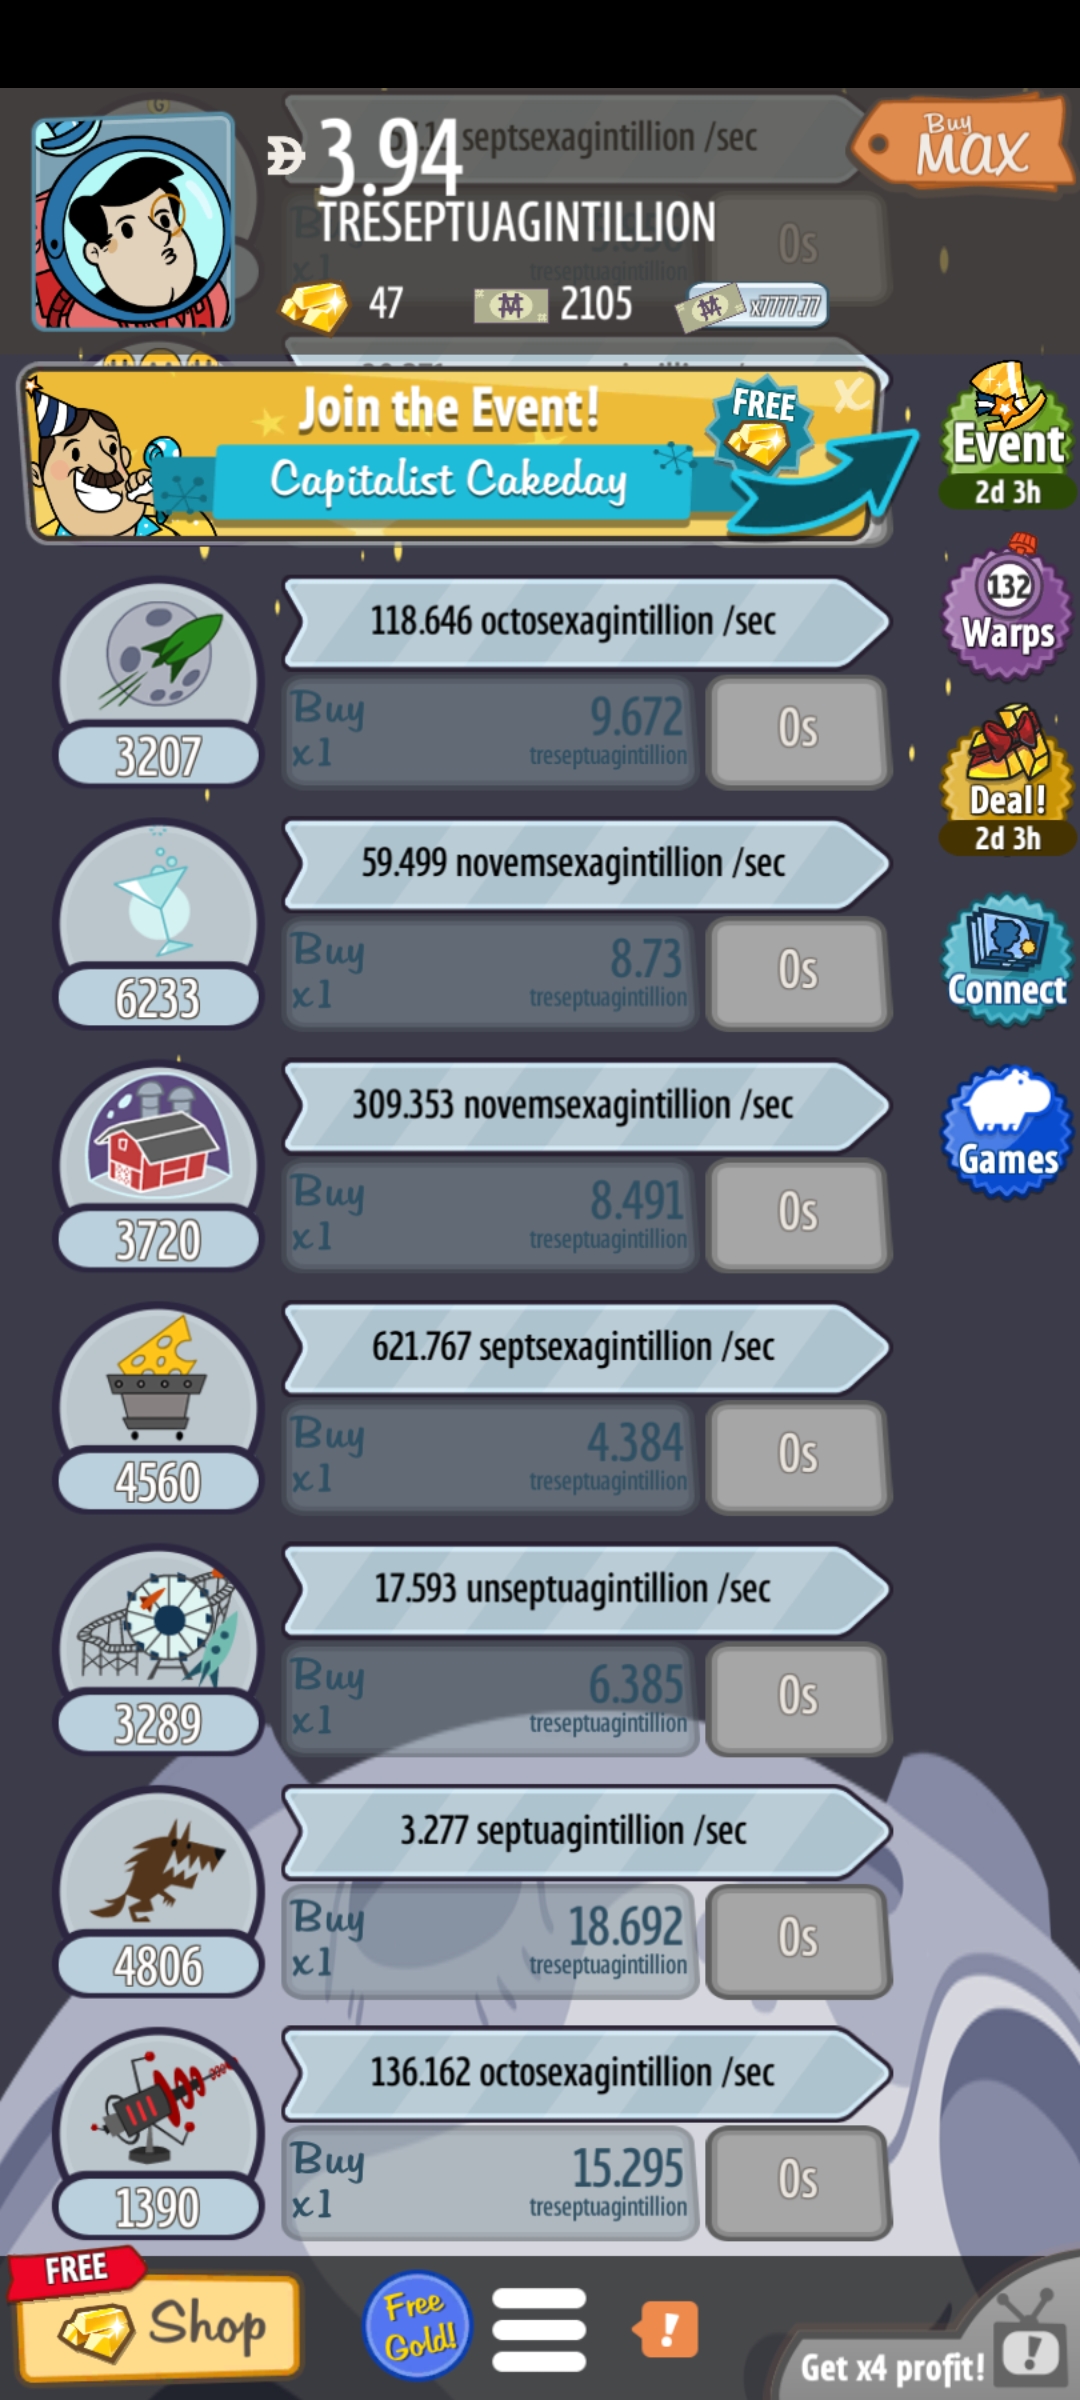 septsexagintillion /sec
Buy
MAX
3.94
TRESEPTUAGINTILLION
0s
x1
treseptuagintillion
47
2105
x7777.77
Join the Event!
FREE
X
Capitalist Cakeday
Event
2d 3h
118.646 octosexagintillion /sec
132
Warps
Buy
x1
9.672
treseptuagintillion
0s
3207
Deal!
2d 3h
59.499 novemsexagintillion /sec
Buy
x1
8.73
treseptuagintillion
0s
6233
Connect
309.353 novemsexagintillion /sec
Games
Buy
x1
8.491
treseptuagintillion
0s
3720
621.767 septsexagintillion /sec
Buy
x1
4.384
treseptuagintillion
0s
4560
17.593 unseptuagintillion /sec
Buy
x1
6.385
treseptuagintillion
0s
3289
3.277 septuagintillion /sec
Buy
x1
18.692
treseptuagintillion
0s
4806
136.162 octosexagintillion /sec
Buy
x1
15.295
treseptuagintillion
0s
1390
FREE
Shop
Free
Gold!
!
Get x4 profit!
!